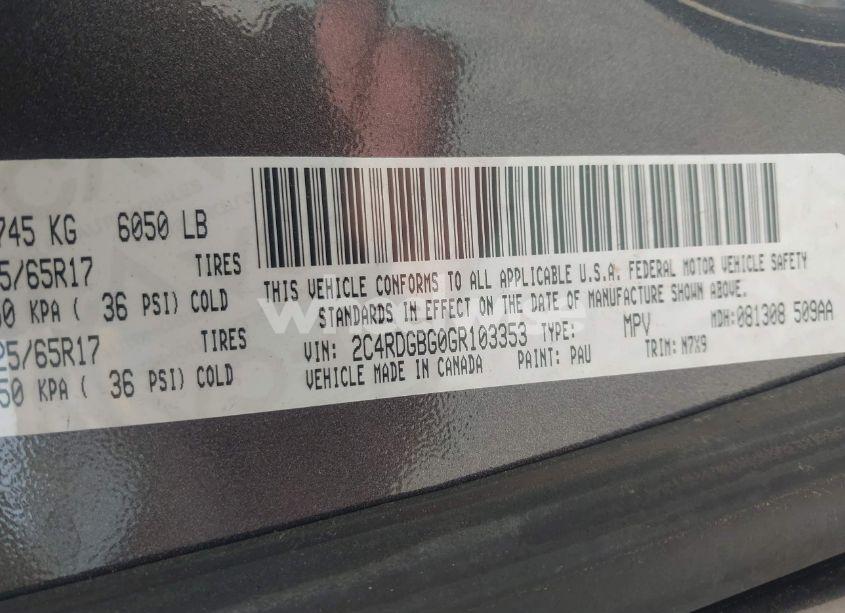 745 KG 6050 LB
5/65R17 TIRES
50 KPA ( 36 PSI) COLD
25/65R17 TIRES
50 KPA ( 36 PSI) COLD
THIS VEHICLE CONFORMS TO ALL APPLICABLE U.S.A. FEDERAL MOTOR VEHICLE SAFETY
STANDARDS IN EFFECT ON THE DATE OF MANUFACTURE SHOWN ABOVE.
VIN: 2C4RDGBG0GR103353 TYPE: MPV MDH:081308 509AA
VEHICLE MADE IN CANADA PAINT: PAU TRIM: N7X9